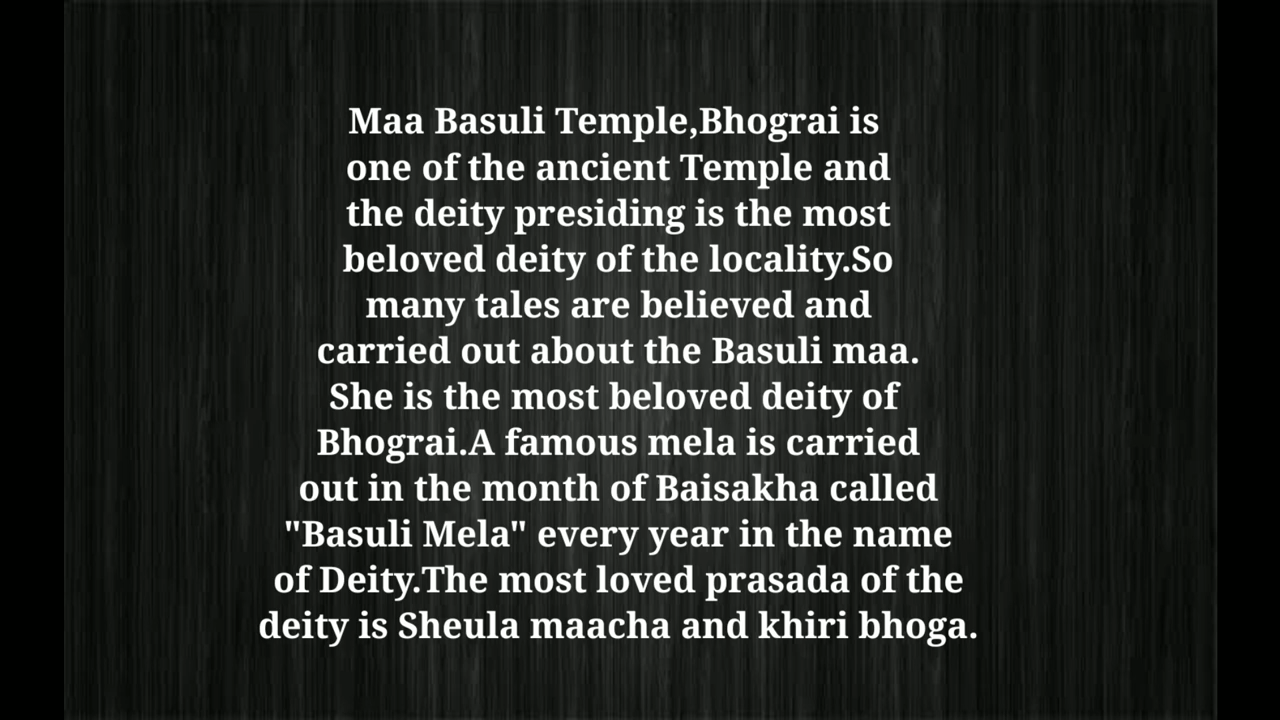 Maa Basuli Temple,Bhograi is
one of the ancient Temple and
the deity presiding is the most
beloved deity of the locality.So
many tales are believed and
carried out about the Basuli maa.
She is the most beloved deity of
Bhograi.A famous mela is carried
out in the month of Baisakha called
"Basuli Mela" every year in the name
of Deity.The most loved prasada of the
deity is Sheula maacha and khiri bhoga.